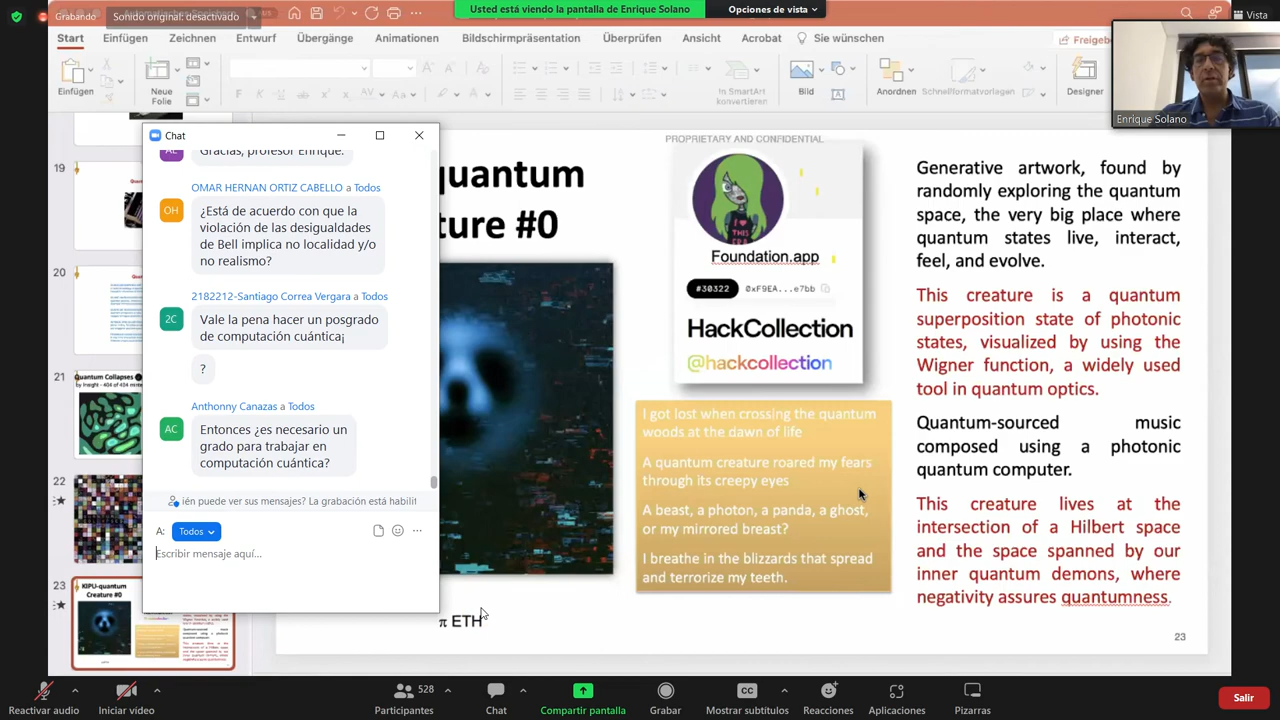 Grabando
Sonido original: desactivado
Usted está viendo la pantalla de Enrique Solano
Opciones de vista
Vista
Start
Einfügen
Zeichnen
Entwurf
Übergänge
Animationen
Bildschirmpräsentation
Überprüfen
Ansicht
Acrobat
Sie wünschen
Freigebe
Einfügen
Neue
Folie
In SmartArt
konvertieren
Bild
Anordnen
Schnellformatvorlagen
Designer
Enrique Solano
19
20
21
Quantum Collapses
22
23
KIPU-quantum
Creature #0
Chat
Gracias, profesor Enrique.
OMAR HERNAN ORTIZ CABELLO a Todos
OH
¿Está de acuerdo con que la
violación de las desigualdades
de Bell implica no localidad y/o
no realismo?
2182212-Santiago Correa Vergara a Todos
2C
Vale la pena hacer un posgrado
de computación cuántica¡
?
Anthonny Canazas a Todos
AC
Entonces ¿es necesario un
grado para trabajar en
computación cuántica?
ién puede ver sus mensajes? La grabación está habilit
A:
Todos
Escribir mensaje aquí...
PROPRIETARY AND CONFIDENTIAL
quantum
ture #0
Foundation.app
#30322
0xF9EA...e7bb
HackCollection
@hackcollection
I got lost when crossing the quantum
woods at the dawn of life
A quantum creature roared my fears
through its creepy eyes
A beast, a photon, a panda, a ghost,
or my mirrored breast?
I breathe in the blizzards that spread
and terrorize my teeth.
π ETH
Generative artwork, found by
randomly exploring the quantum
space, the very big place where
quantum states live, interact,
feel, and evolve.
This creature is a quantum
superposition state of photonic
states, visualized by using the
Wigner function, a widely used
tool in quantum optics.
Quantum-sourced music
composed using a photonic
quantum computer.
This creature lives at the
intersection of a Hilbert space
and the space spanned by our
inner quantum demons, where
negativity assures quantumness.
23
Reactivar audio
Iniciar video
528
Participantes
Chat
Compartir pantalla
Grabar
CC
Mostrar subtítulos
Reacciones
Aplicaciones
Pizarras
Salir